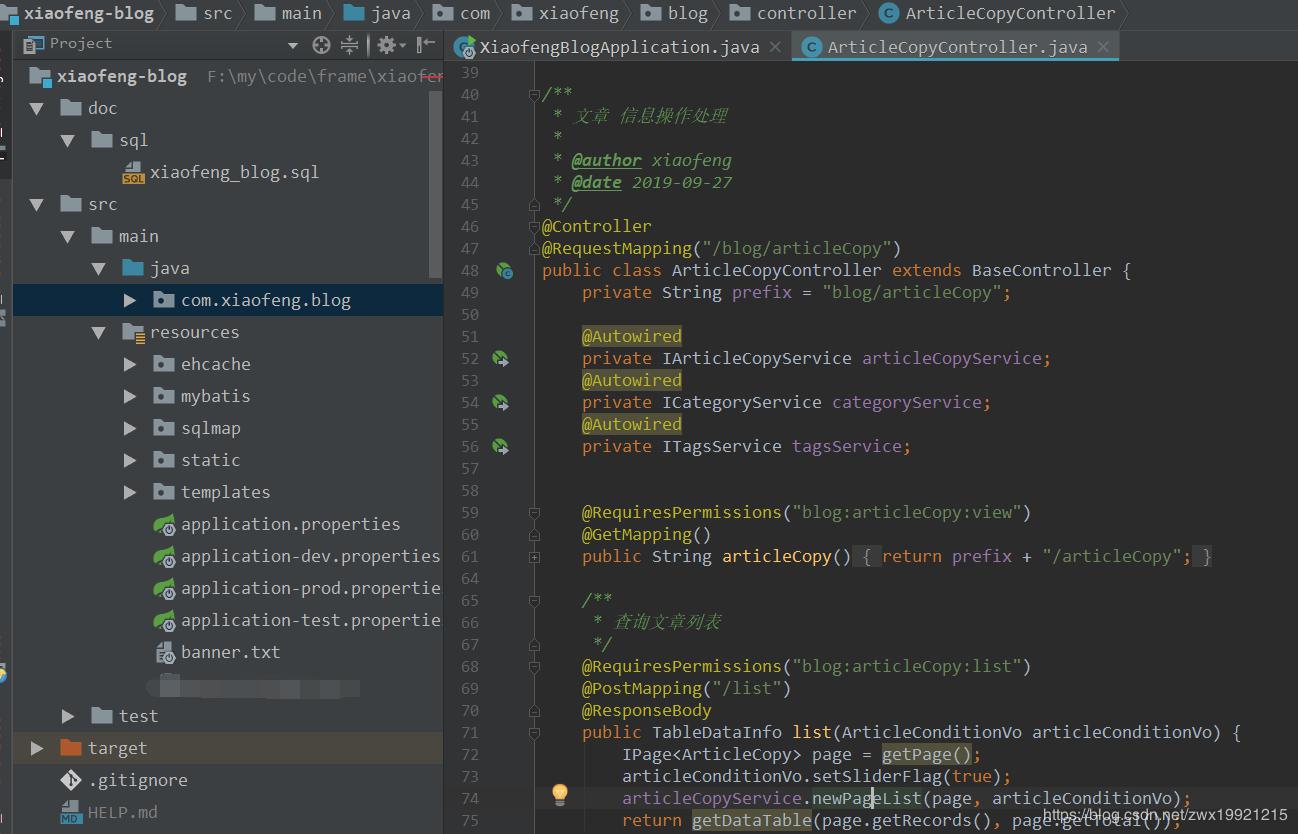 xiaofeng-blog src main java com xiaofeng blog controller ArticleCopyController
Project
XiaofengBlogApplication.java ArticleCopyController.java
xiaofeng-blog F:\my\code\frame\xiaofen
doc
sql
xiaofeng_blog.sql
src
main
java
com.xiaofeng.blog
resources
ehcache
mybatis
sqlmap
static
templates
application.properties
application-dev.properties
application-prod.propertie
application-test.propertie
banner.txt
test
target
.gitignore
HELP.md
39
40 /**
41 * 文章 信息操作处理
42 *
43 * @author xiaofeng
44 * @date 2019-09-27
45 */
46 @Controller
47 @RequestMapping("/blog/articleCopy")
48 public class ArticleCopyController extends BaseController {
49 private String prefix = "blog/articleCopy";
50
51 @Autowired
52 private IArticleCopyService articleCopyService;
53 @Autowired
54 private ICategoryService categoryService;
55 @Autowired
56 private ITagsService tagsService;
57
58
59 @RequiresPermissions("blog:articleCopy:view")
60 @GetMapping()
61 public String articleCopy() { return prefix + "/articleCopy"; }
64
65 /**
66 * 查询文章列表
67 */
68 @RequiresPermissions("blog:articleCopy:list")
69 @PostMapping("/list")
70 @ResponseBody
71 public TableDataInfo list(ArticleConditionVo articleConditionVo) {
72 IPage<ArticleCopy> page = getPage();
73 articleConditionVo.setSliderFlag(true);
74 articleCopyService.newPageList(page, articleConditionVo);
75 return getDataTable(page.getRecords(), page.getTotal());
https://blog.csdn.net/zwx19921215